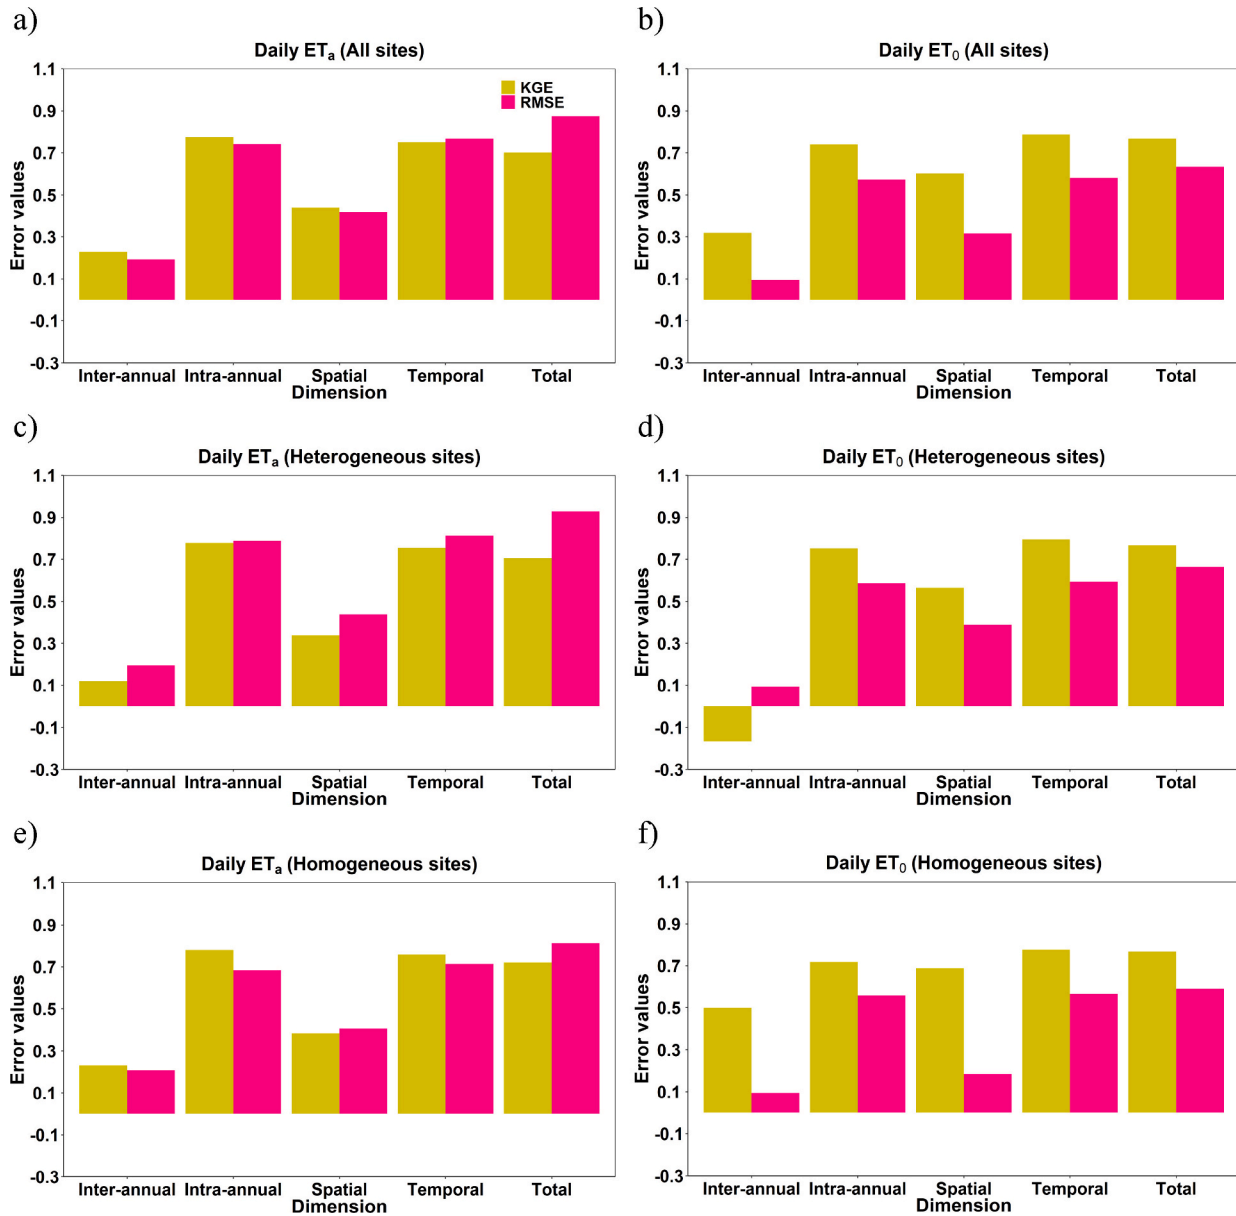 a)
Daily ETa (All sites)
KGE
RMSE
Error values
1.1
0.9
0.7
0.5
0.3
0.1
-0.1
-0.3
Inter-annual Intra-annual Spatial Temporal Total
Dimension
b)
Daily ET0 (All sites)
Error values
1.1
0.9
0.7
0.5
0.3
0.1
-0.1
-0.3
Inter-annual Intra-annual Spatial Temporal Total
Dimension
c)
Daily ETa (Heterogeneous sites)
Error values
1.1
0.9
0.7
0.5
0.3
0.1
-0.1
-0.3
Inter-annual Intra-annual Spatial Temporal Total
Dimension
d)
Daily ET0 (Heterogeneous sites)
Error values
1.1
0.9
0.7
0.5
0.3
0.1
-0.1
-0.3
Inter-annual Intra-annual Spatial Temporal Total
Dimension
e)
Daily ETa (Homogeneous sites)
Error values
1.1
0.9
0.7
0.5
0.3
0.1
-0.1
-0.3
Inter-annual Intra-annual Spatial Temporal Total
Dimension
f)
Daily ET0 (Homogeneous sites)
Error values
1.1
0.9
0.7
0.5
0.3
0.1
-0.1
-0.3
Inter-annual Intra-annual Spatial Temporal Total
Dimension